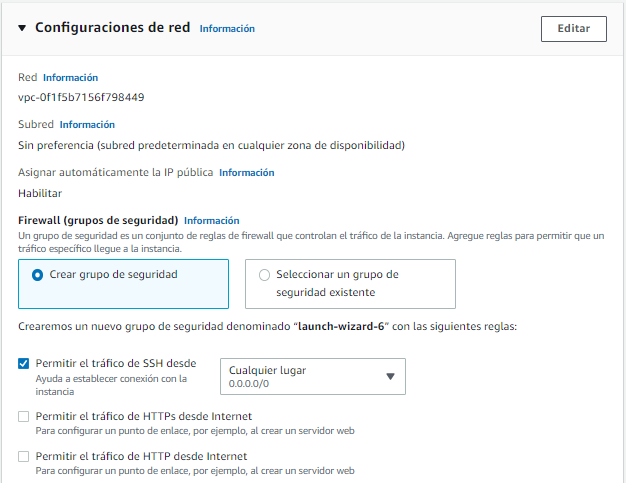 Configuraciones de red Información
Editar
Red Información
vpc-0f1f5b7156f798449
Subred Información
Sin preferencia (subred predeterminada en cualquier zona de disponibilidad)
Asignar automáticamente la IP pública Información
Habilitar
Firewall (grupos de seguridad) Información
Un grupo de seguridad es un conjunto de reglas de firewall que controlan el tráfico de la instancia. Agregue reglas para permitir que un
tráfico específico llegue a la instancia.
Crear grupo de seguridad
Seleccionar un grupo de
seguridad existente
Crearemos un nuevo grupo de seguridad denominado “launch-wizard-6” con las siguientes reglas:
Permitir el tráfico de SSH desde
Ayuda a establecer conexión con la
instancia
Cualquier lugar
0.0.0.0/0
Permitir el tráfico de HTTPs desde Internet
Para configurar un punto de enlace, por ejemplo, al crear un servidor web
Permitir el tráfico de HTTP desde Internet
Para configurar un punto de enlace, por ejemplo, al crear un servidor web